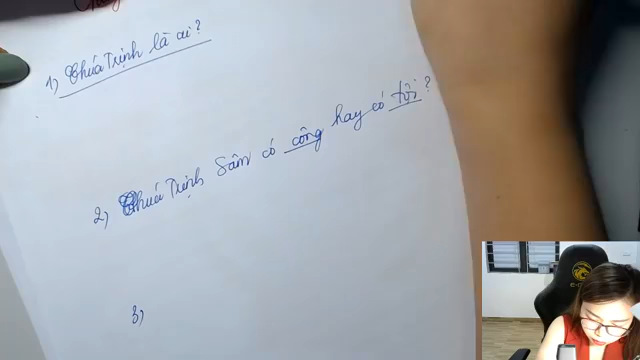 1) Chúa Trịnh là ai?
2) Chúa Trịnh Sâm có công hay có tội?
3)